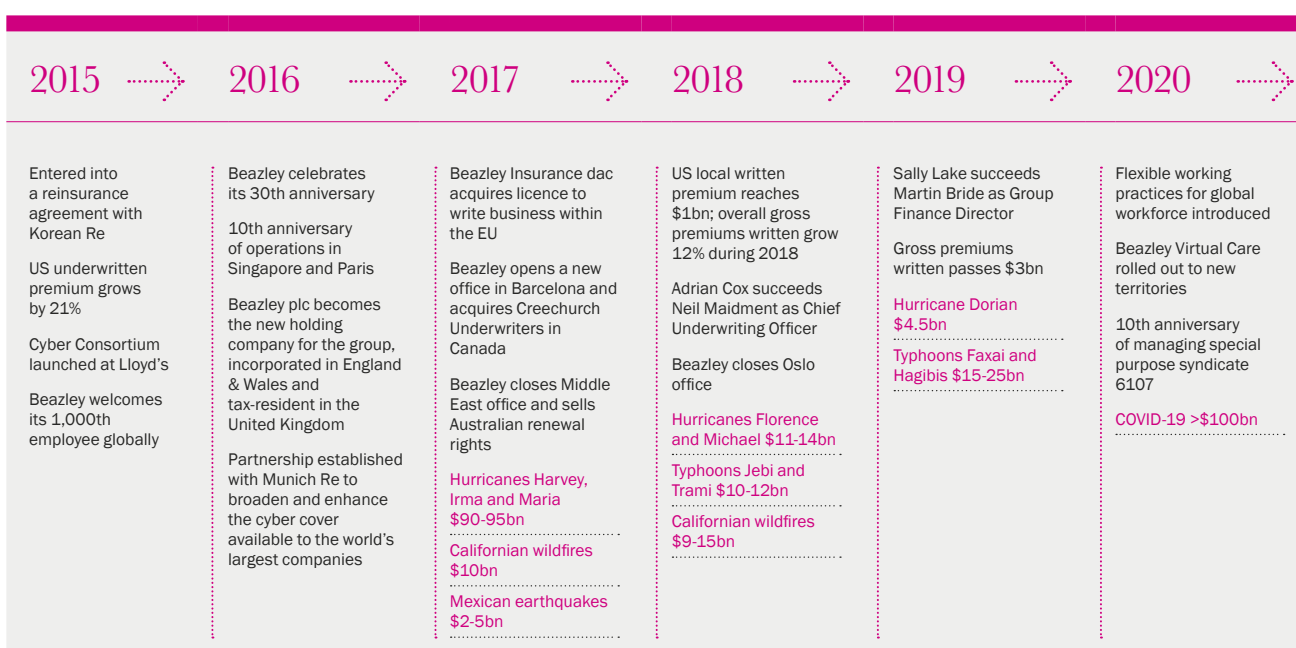 2015
2016
2017
2018
2019
2020
Entered into
a reinsurance
agreement with
Korean Re
US underwritten
premium grows
by 21%
Cyber Consortium
launched at Lloyd's
Beazley welcomes
its 1,000th
employee globally
Beazley celebrates
its 30th anniversary
10th anniversary
of operations in
Singapore and Paris
Beazley plc becomes
the new holding
company for the group,
incorporated in England
& Wales and
tax-resident in the
United Kingdom
Partnership established
with Munich Re to
broaden and enhance
the cyber cover
available to the world's
largest companies
Beazley Insurance dac
acquires licence to
write business within
the EU
Beazley opens a new
office in Barcelona and
acquires Creechurch
Underwriters in
Canada
Beazley closes Middle
East office and sells
Australian renewal
rights
Hurricanes Harvey,
Irma and Maria
$90-95bn
Californian wildfires
$10bn
Mexican earthquakes
$2-5bn
US local written
premium reaches
$1bn; overall gross
premiums written grow
12% during 2018
Adrian Cox succeeds
Neil Maidment as Chief
Underwriting Officer
Beazley closes Oslo
office
Hurricanes Florence
and Michael $11-14bn
Typhoons Jebi and
Trami $10-12bn
Californian wildfires
$9-15bn
Sally Lake succeeds
Martin Bride as Group
Finance Director
Gross premiums
written passes $3bn
Hurricane Dorian
$4.5bn
Typhoons Faxai and
Hagibis $15-25bn
Flexible working
practices for global
workforce introduced
Beazley Virtual Care
rolled out to new
territories
10th anniversary
of managing special
purpose syndicate
6107
COVID-19 >$100bn